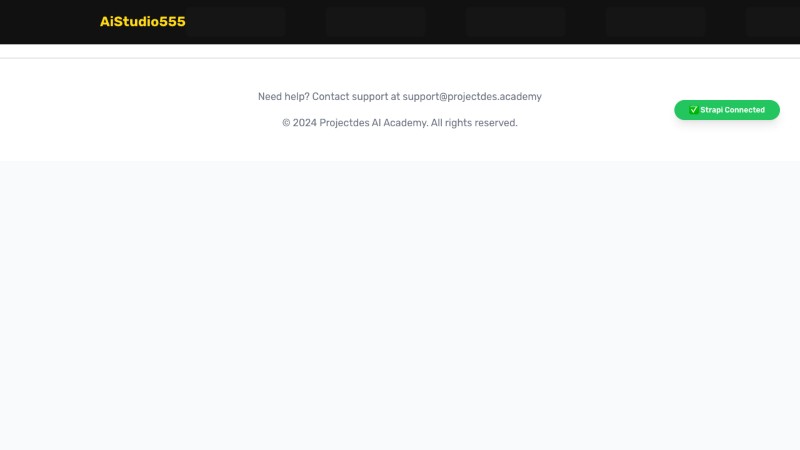 AiStudio555
Need help? Contact support at support@projectdes.academy
✅ Strapi Connected
© 2024 Projectdes AI Academy. All rights reserved.